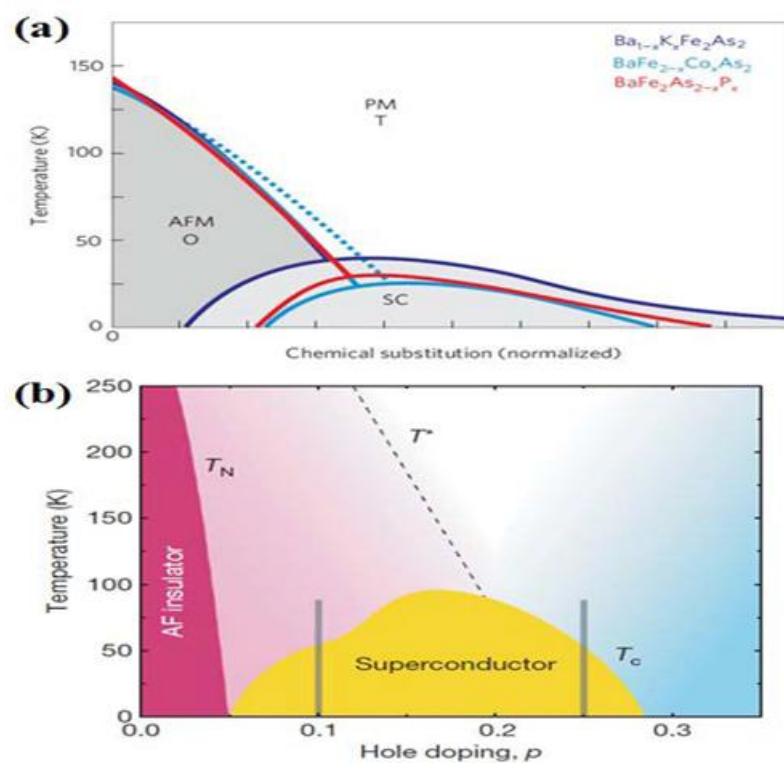 (a)
Ba₁₋ₓKₓFe₂As₂
BaFe₂₋ₓCoₓAs₂
BaFe₂As₂₋ₓPₓ
150
100
50
0
Temperature (K)
PM
T
AFM
O
SC
0
Chemical substitution (normalized)
(b)
250
200
150
100
50
0
Temperature (K)
T_N
T*
AF insulator
Superconductor
T_c
0.0
0.1
0.2
0.3
Hole doping, p